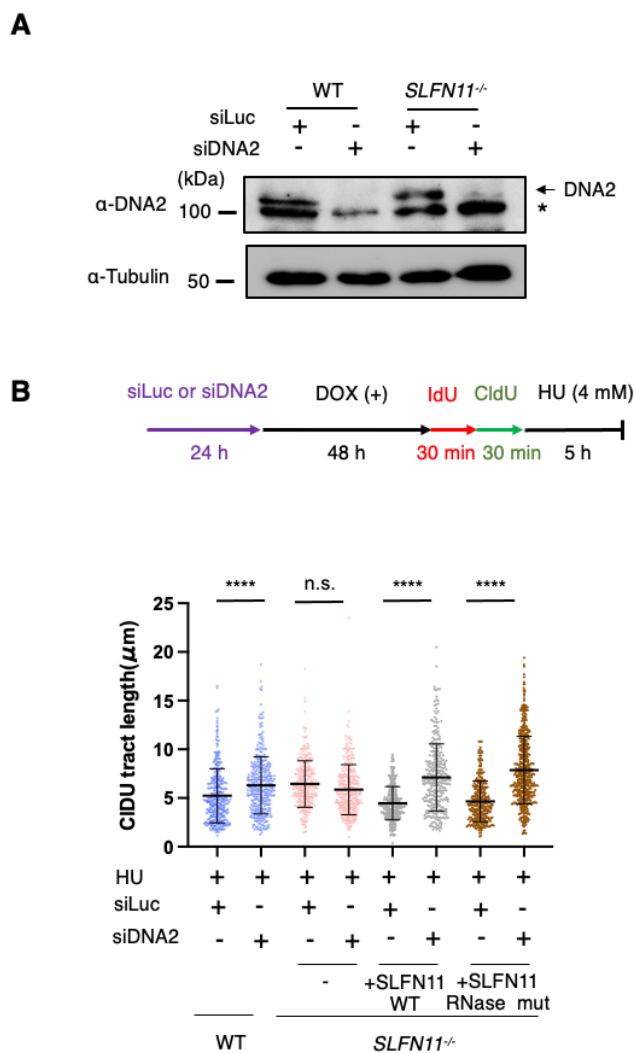 A
WT SLFN11-/-
siLuc + - + -
siDNA2 - + - +
(kDa)
α-DNA2 100 ← DNA2
*
α-Tubulin 50
B
siLuc or siDNA2 DOX (+) IdU CldU HU (4 mM)
24 h 48 h 30 min 30 min 5 h
**** n.s. **** ****
25
20
15
10
5
0
CIDU tract length(μm)
HU + + + + + + + +
siLuc + - + - + - + -
siDNA2 - + - + - + - +
- +SLFN11 +SLFN11
WT RNase mut
WT SLFN11-/-